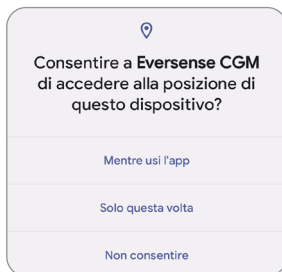 Consentire a Eversense CGM
di accedere alla posizione di
questo dispositivo?
Mentre usi l'app
Solo questa volta
Non consentire